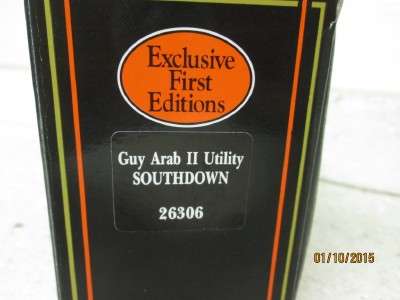 Exclusive
First
Editions
Guy Arab II Utility
SOUTHDOWN
26306
01/10/2015